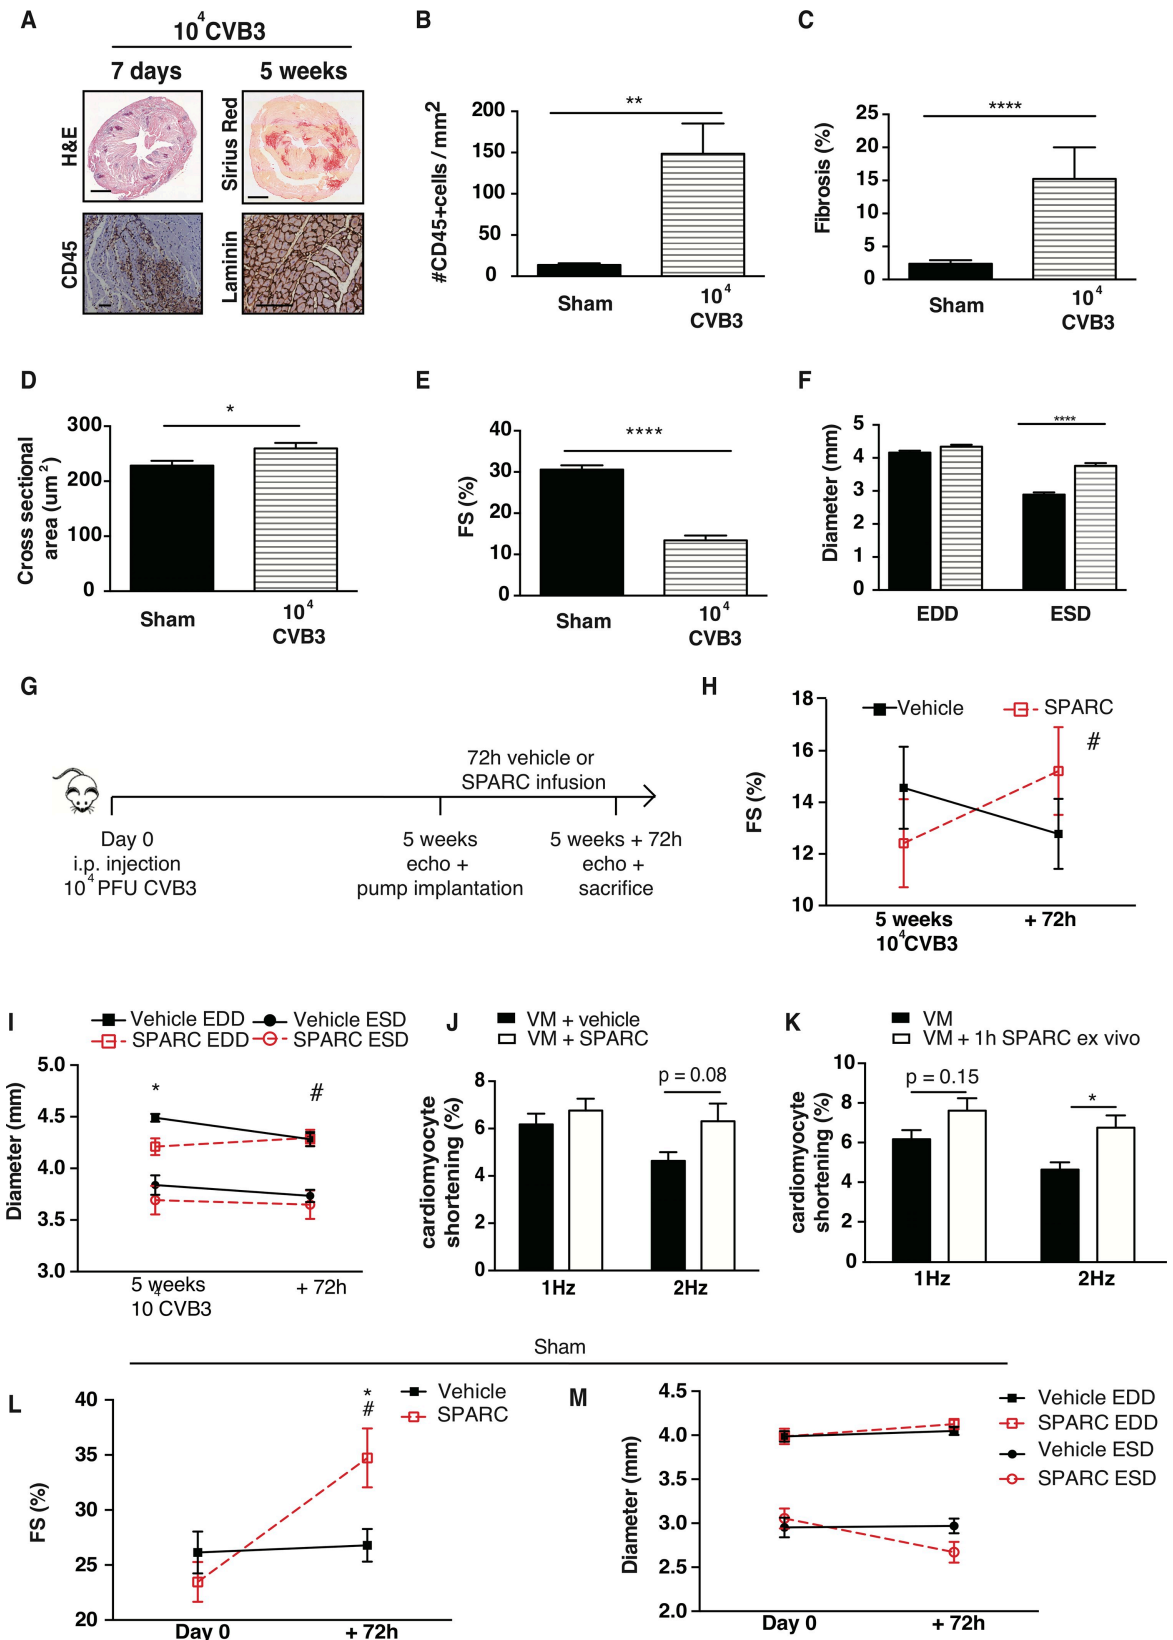 A
10⁴CVB3
7 days
5 weeks
H&E
Sirius Red
CD45
Laminin
B
#CD45+cells / mm²
200
150
100
50
0
**
Sham
10⁴
CVB3
C
Fibrosis (%)
25
20
15
10
5
0
****
Sham
10⁴
CVB3
D
Cross sectional
area (um²)
300
200
100
0
*
Sham
10⁴
CVB3
E
FS (%)
40
30
20
10
0
****
Sham
10⁴
CVB3
F
Diameter (mm)
5
4
3
2
1
0
****
EDD
ESD
G
72h vehicle or
SPARC infusion
Day 0
i.p. injection
10⁴ PFU CVB3
5 weeks
echo +
pump implantation
5 weeks + 72h
echo +
sacrifice
H
FS (%)
18
16
14
12
10
Vehicle
SPARC
#
5 weeks
10⁴CVB3
+ 72h
I
Vehicle EDD
Vehicle ESD
SPARC EDD
SPARC ESD
Diameter (mm)
5.0
4.5
4.0
3.5
3.0
*
#
5 weeks
10⁴ CVB3
+ 72h
J
VM + vehicle
VM + SPARC
cardiomyocyte
shortening (%)
8
6
4
2
0
p = 0.08
1Hz
2Hz
K
VM
VM + 1h SPARC ex vivo
cardiomyocyte
shortening (%)
10
8
6
4
2
0
p = 0.15
*
1Hz
2Hz
Sham
L
FS (%)
40
35
30
25
20
*
#
Vehicle
SPARC
Day 0
+ 72h
M
Diameter (mm)
4.5
4.0
3.5
3.0
2.5
2.0
Vehicle EDD
SPARC EDD
Vehicle ESD
SPARC ESD
Day 0
+ 72h